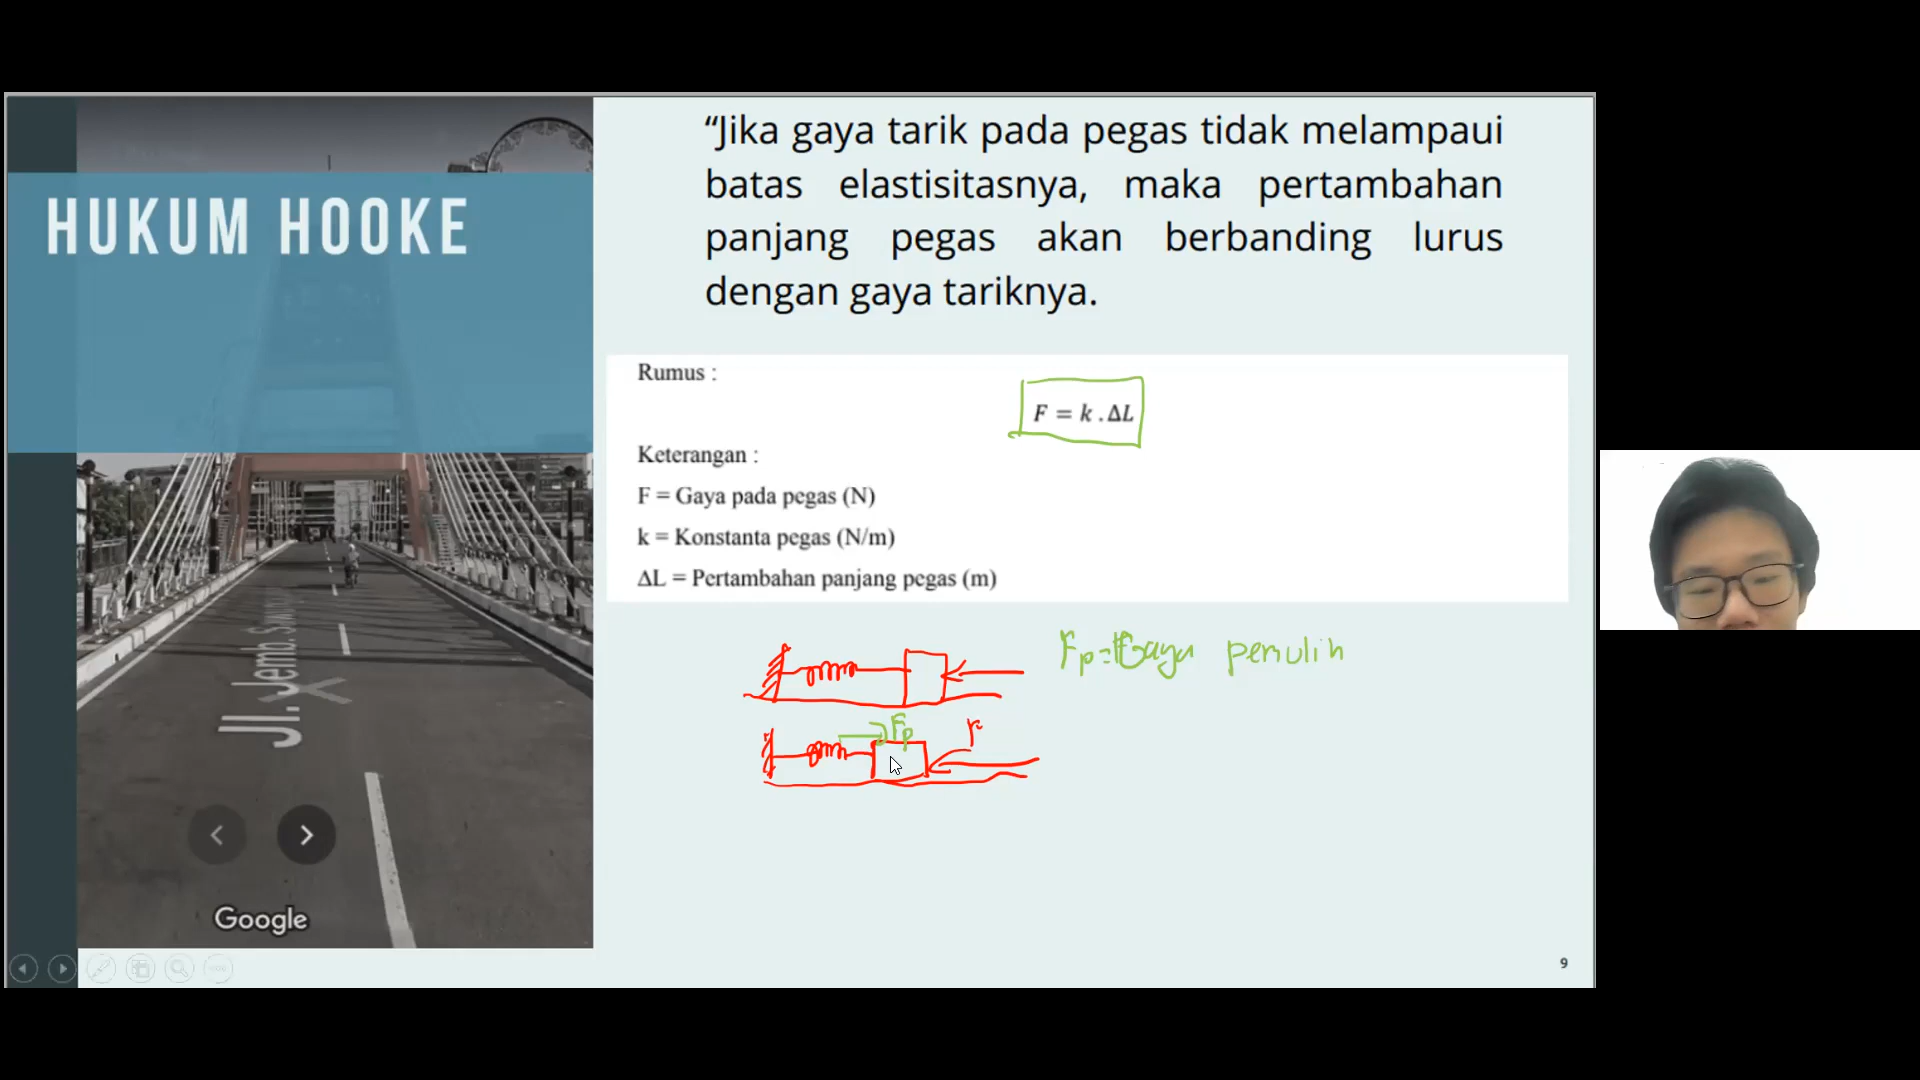 HUKUM HOOKE
“Jika gaya tarik pada pegas tidak melampaui
batas elastisitasnya, maka pertambahan
panjang pegas akan berbanding lurus
dengan gaya tariknya.
Rumus :
F = k . ΔL
Keterangan :
F = Gaya pada pegas (N)
k = Konstanta pegas (N/m)
ΔL = Pertambahan panjang pegas (m)
Fp = Gaya pemulih
Fp
F
Jl. Jemb.
Google
9